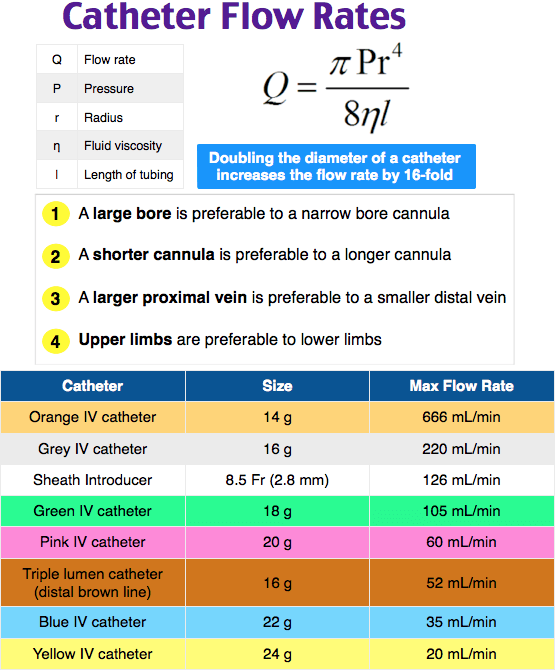 Catheter Flow Rates
Q Flow rate
P Pressure
r Radius
η Fluid viscosity
l Length of tubing
Q = π Pr⁴ / 8ηl
Doubling the diameter of a catheter
increases the flow rate by 16-fold
1 A large bore is preferable to a narrow bore cannula
2 A shorter cannula is preferable to a longer cannula
3 A larger proximal vein is preferable to a smaller distal vein
4 Upper limbs are preferable to lower limbs
Catheter Size Max Flow Rate
Orange IV catheter 14 g 666 mL/min
Grey IV catheter 16 g 220 mL/min
Sheath Introducer 8.5 Fr (2.8 mm) 126 mL/min
Green IV catheter 18 g 105 mL/min
Pink IV catheter 20 g 60 mL/min
Triple lumen catheter
(distal brown line) 16 g 52 mL/min
Blue IV catheter 22 g 35 mL/min
Yellow IV catheter 24 g 20 mL/min